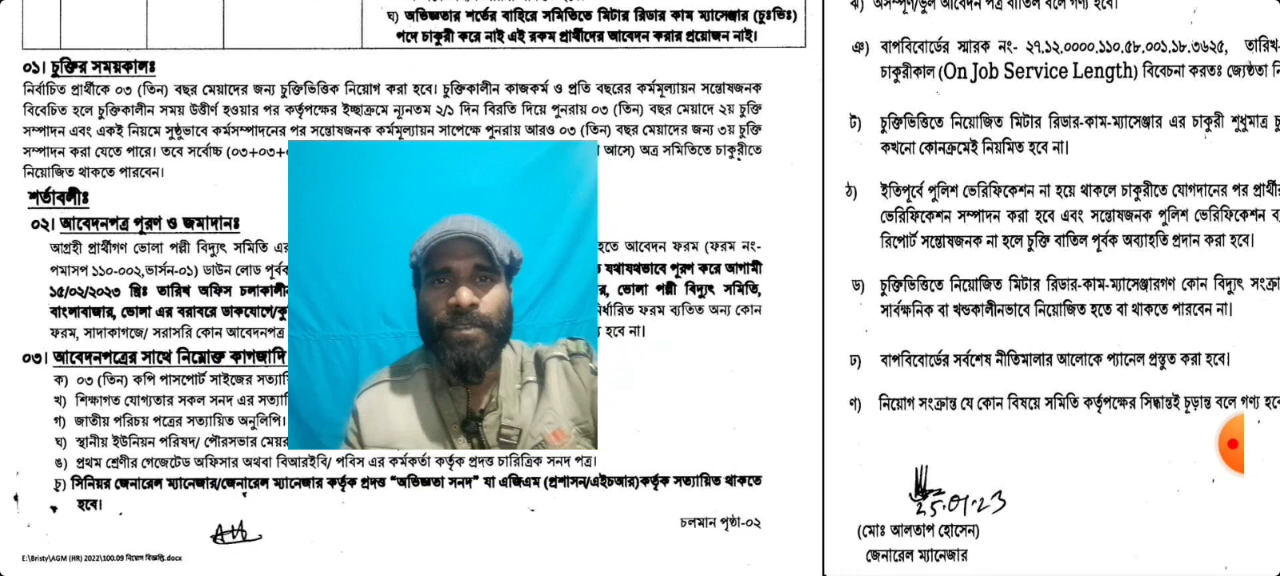 ঘ) অভিজ্ঞতার শর্তের বাহিরে সমিতিতে মিটার রিডার কাম ম্যাসেঞ্জার (চুঃভিঃ)
পদে চাকুরী করে নাই এই রকম প্রার্থীদের আবেদন করার প্রয়োজন নাই।
০১। চুক্তির সময়কালঃ
নির্বাচিত প্রার্থীকে ০৩ (তিন) বছর মেয়াদের জন্য চুক্তিভিত্তিক নিয়োগ করা হবে। চুক্তিকালীন কাজকর্ম ও প্রতি বছরের কর্মমূল্যায়ন সন্তোষজনক
বিবেচিত হলে চুক্তিকালীন সময় উত্তীর্ণ হওয়ার পর কর্তৃপক্ষের ইচ্ছাক্রমে ন্যূনতম ২/১ দিন বিরতি দিয়ে পুনরায় ০৩ (তিন) বছর মেয়াদে ২য় চুক্তি
সম্পাদন এবং একই নিয়মে সুষ্ঠুভাবে কর্মসম্পাদনের পর সন্তোষজনক কর্মমূল্যায়ন সাপেক্ষে পুনরায় আরও ০৩ (তিন) বছর মেয়াদের জন্য ৩য় চুক্তি
সম্পাদন করা যেতে পারে। তবে সর্বোচ্চ (০৩+০৩+ আসে) অত্র সমিতিতে চাকুরীতে
নিয়োজিত থাকতে পারবেন।
শর্তাবলীঃ
০২। আবেদনপত্র পূরণ ও জমাদানঃ
আগ্রহী প্রার্থীগণ ভোলা পল্লী বিদ্যুৎ সমিতি এর হতে আবেদন ফরম (ফরম নং-
পমাসপ ১১০-০০২,ভার্সন-০১) ডাউন লোড পূর্বক যথাযথভাবে পূরণ করে আগামী
১৫/০২/২০২৩ খ্রিঃ তারিখ অফিস চলাকালীন ভোলা পল্লী বিদ্যুৎ সমিতি,
বাংলাবাজার, ভোলা এর বরাবরে ডাকযোগে/ ফরম ব্যতিত অন্য কোন
ফরম, সাদাকাগজে/ সরাসরি কোন আবেদনপত্র হবে না।
০৩। আবেদনপত্রের সাথে নিম্নোক্ত কাগজাদি
ক) ০৩ (তিন) কপি পাসপোর্ট সাইজের
খ) শিক্ষাগত যোগ্যতার সকল সনদ এর
গ) জাতীয় পরিচয় পত্রের সত্যায়িত অনুলিপি।
ঘ) স্থানীয় ইউনিয়ন পরিষদ/ পৌরসভার মেয়র
ঙ) প্রথম শ্রেণীর গেজেটেড অফিসার অথবা বিআরইবি/ পবিস এর কর্মকর্তা কর্তৃক প্রদত্ত চারিত্রিক সনদ পত্র।
চ) সিনিয়র জেনারেল ম্যানেজার/জেনারেল ম্যানেজার কর্তৃক প্রদত্ত “অভিজ্ঞতা সনদ” যা এজিএম (প্রশাসন/এইচআর)কর্তৃক সত্যায়িত থাকতে
হবে।
চলমান পৃষ্ঠা-০২
E:\Bristy\AGM (HR) 2022\100.09 নিয়োগ বিজ্ঞপ্তি.docx
ঝ) অসম্পূর্ণ/ভুল আবেদন পত্র বাতিল বলে গণ্য হবে।
ঞ) বাপবিবোর্ডের স্মারক নং- ২৭.১২.০০০০.১১০.৫৮.০০১.১৮.৩৬২৫, তারিখ-
চাকুরীকাল (On Job Service Length) বিবেচনা করতঃ জ্যেষ্ঠতা
ট) চুক্তিভিত্তিতে নিয়োজিত মিটার রিডার-কাম-ম্যাসেঞ্জার এর চাকুরী শুধুমাত্র
কখনো কোনক্রমেই নিয়মিত হবে না।
ঠ) ইতিপূর্বে পুলিশ ভেরিফিকেশন না হয়ে থাকলে চাকুরীতে যোগদানের পর
ভেরিফিকেশন সম্পাদন করা হবে এবং সন্তোষজনক পুলিশ ভেরিফিকেশন
রিপোর্ট সন্তোষজনক না হলে চুক্তি বাতিল পূর্বক অব্যাহতি প্রদান করা হবে।
ড) চুক্তিভিত্তিতে নিয়োজিত মিটার রিডার-কাম-ম্যাসেঞ্জারগণ কোন বিদ্যুৎ
সার্বক্ষনিক বা খন্ডকালীনভাবে নিয়োজিত হতে বা থাকতে পারবেন না।
ঢ) বাপবিবোর্ডের সর্বশেষ নীতিমালার আলোকে প্যানেল প্রস্তুত করা হবে।
ণ) নিয়োগ সংক্রান্ত যে কোন বিষয়ে সমিতি কর্তৃপক্ষের সিদ্ধান্তই চূড়ান্ত বলে গণ্য
25.01.23
(মোঃ আলতাপ হোসেন)
জেনারেল ম্যানেজার